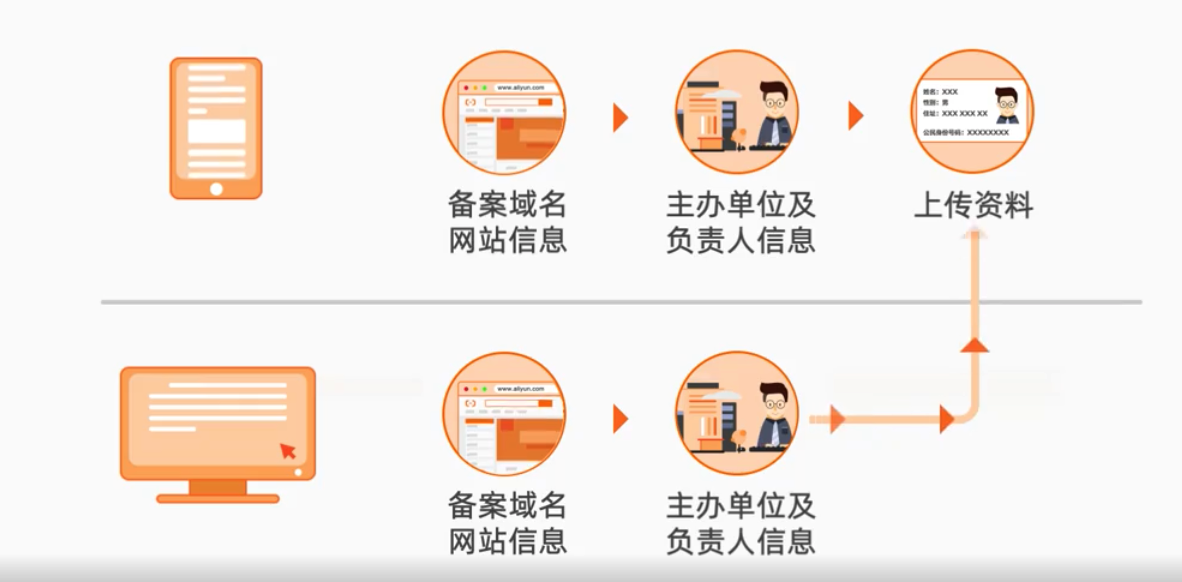 www.aliyun.com
姓名：XXX
性别：男
住址：XXX XXX XX
公民身份号码：XXXXXXXX
备案域名
网站信息
主办单位及
负责人信息
上传资料
www.aliyun.com
备案域名
网站信息
主办单位及
负责人信息